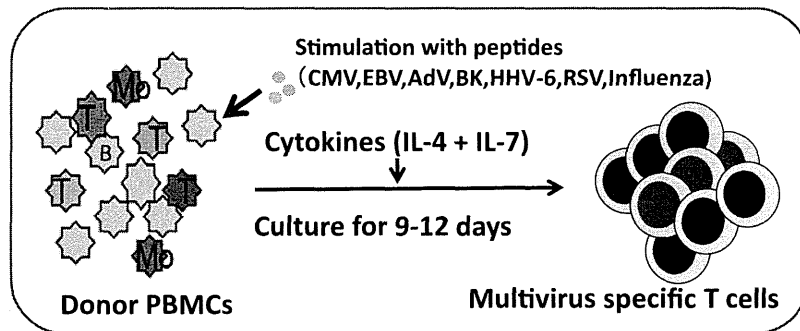 Stimulation with peptides
(CMV,EBV,AdV,BK,HHV-6,RSV,Influenza)
Mo
T
T
B
Cytokines (IL-4 + IL-7)
T
T
Culture for 9-12 days
Mo
Donor PBMCs
Multivirus specific T cells